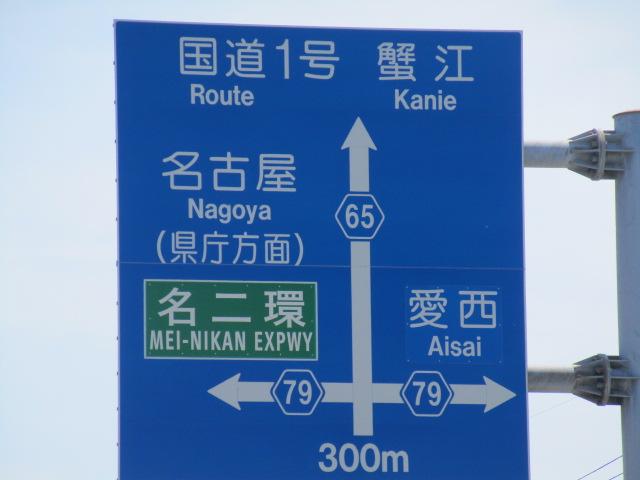 国道1号 蟹江
Route Kanie
名古屋
Nagoya
65
(県庁方面)
名二環
MEI-NIKAN EXPWY
愛西
Aisai
79 79
300m